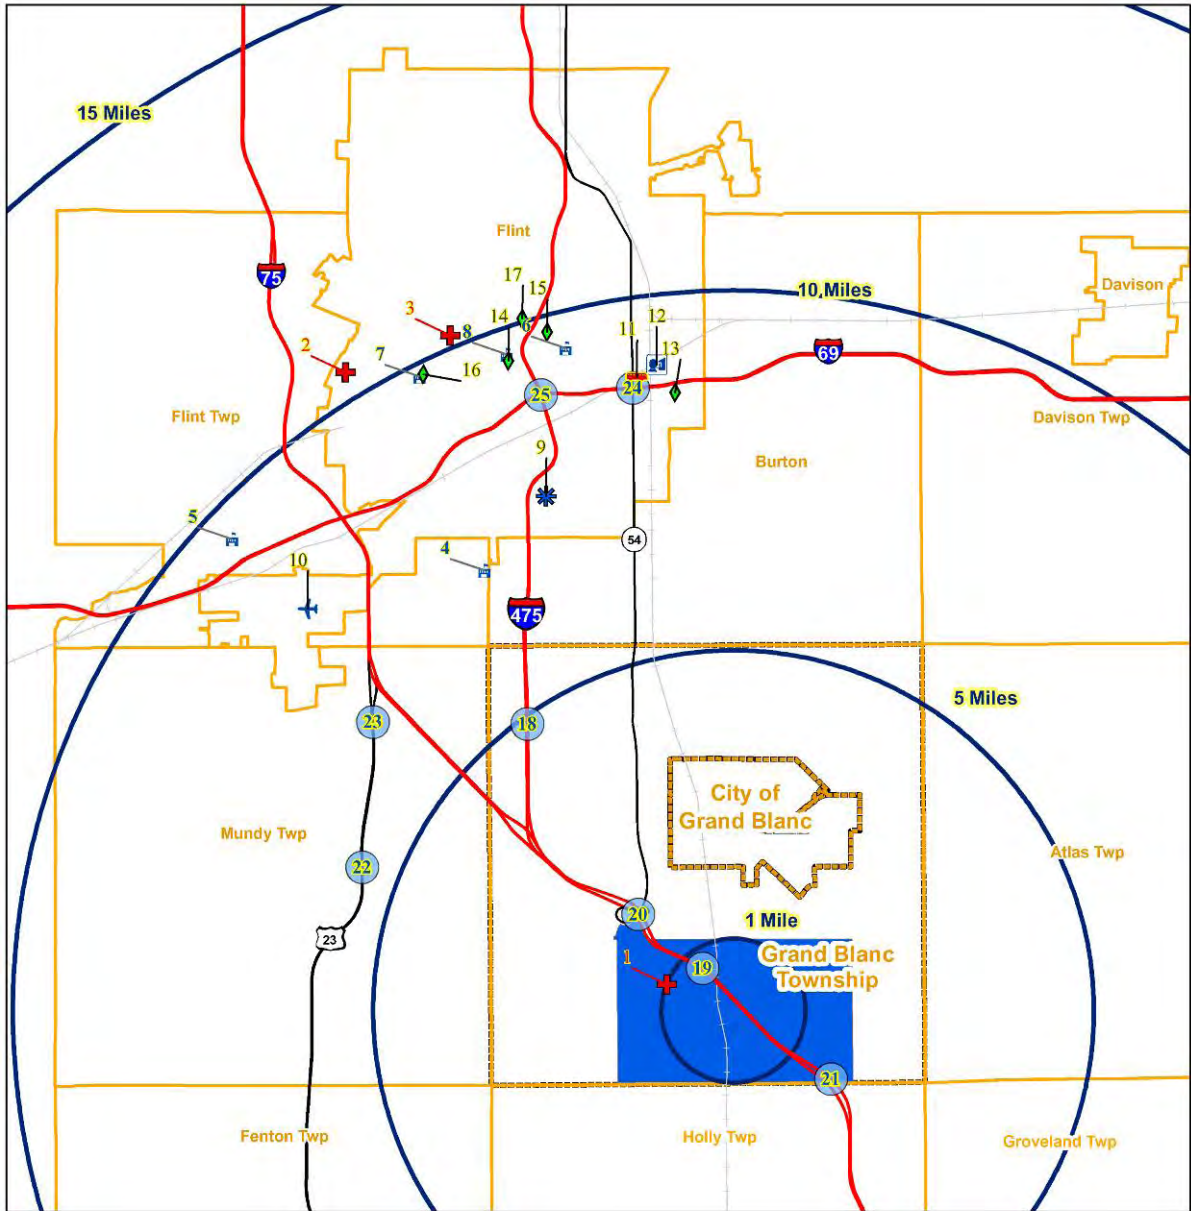 15 Miles
Flint
75
17
15
10 Miles
Davison
3
14
8
6
11
12
2
7
16
13
69
25
24
Flint Twp
Davison Twp
9
Burton
5
54
4
10
475
5 Miles
23
18
City of
Grand Blanc
Mundy Twp
Atlas Twp
22
20
1 Mile
23
1
19
Grand Blanc
Township
21
Fenton Twp
Holly Twp
Groveland Twp